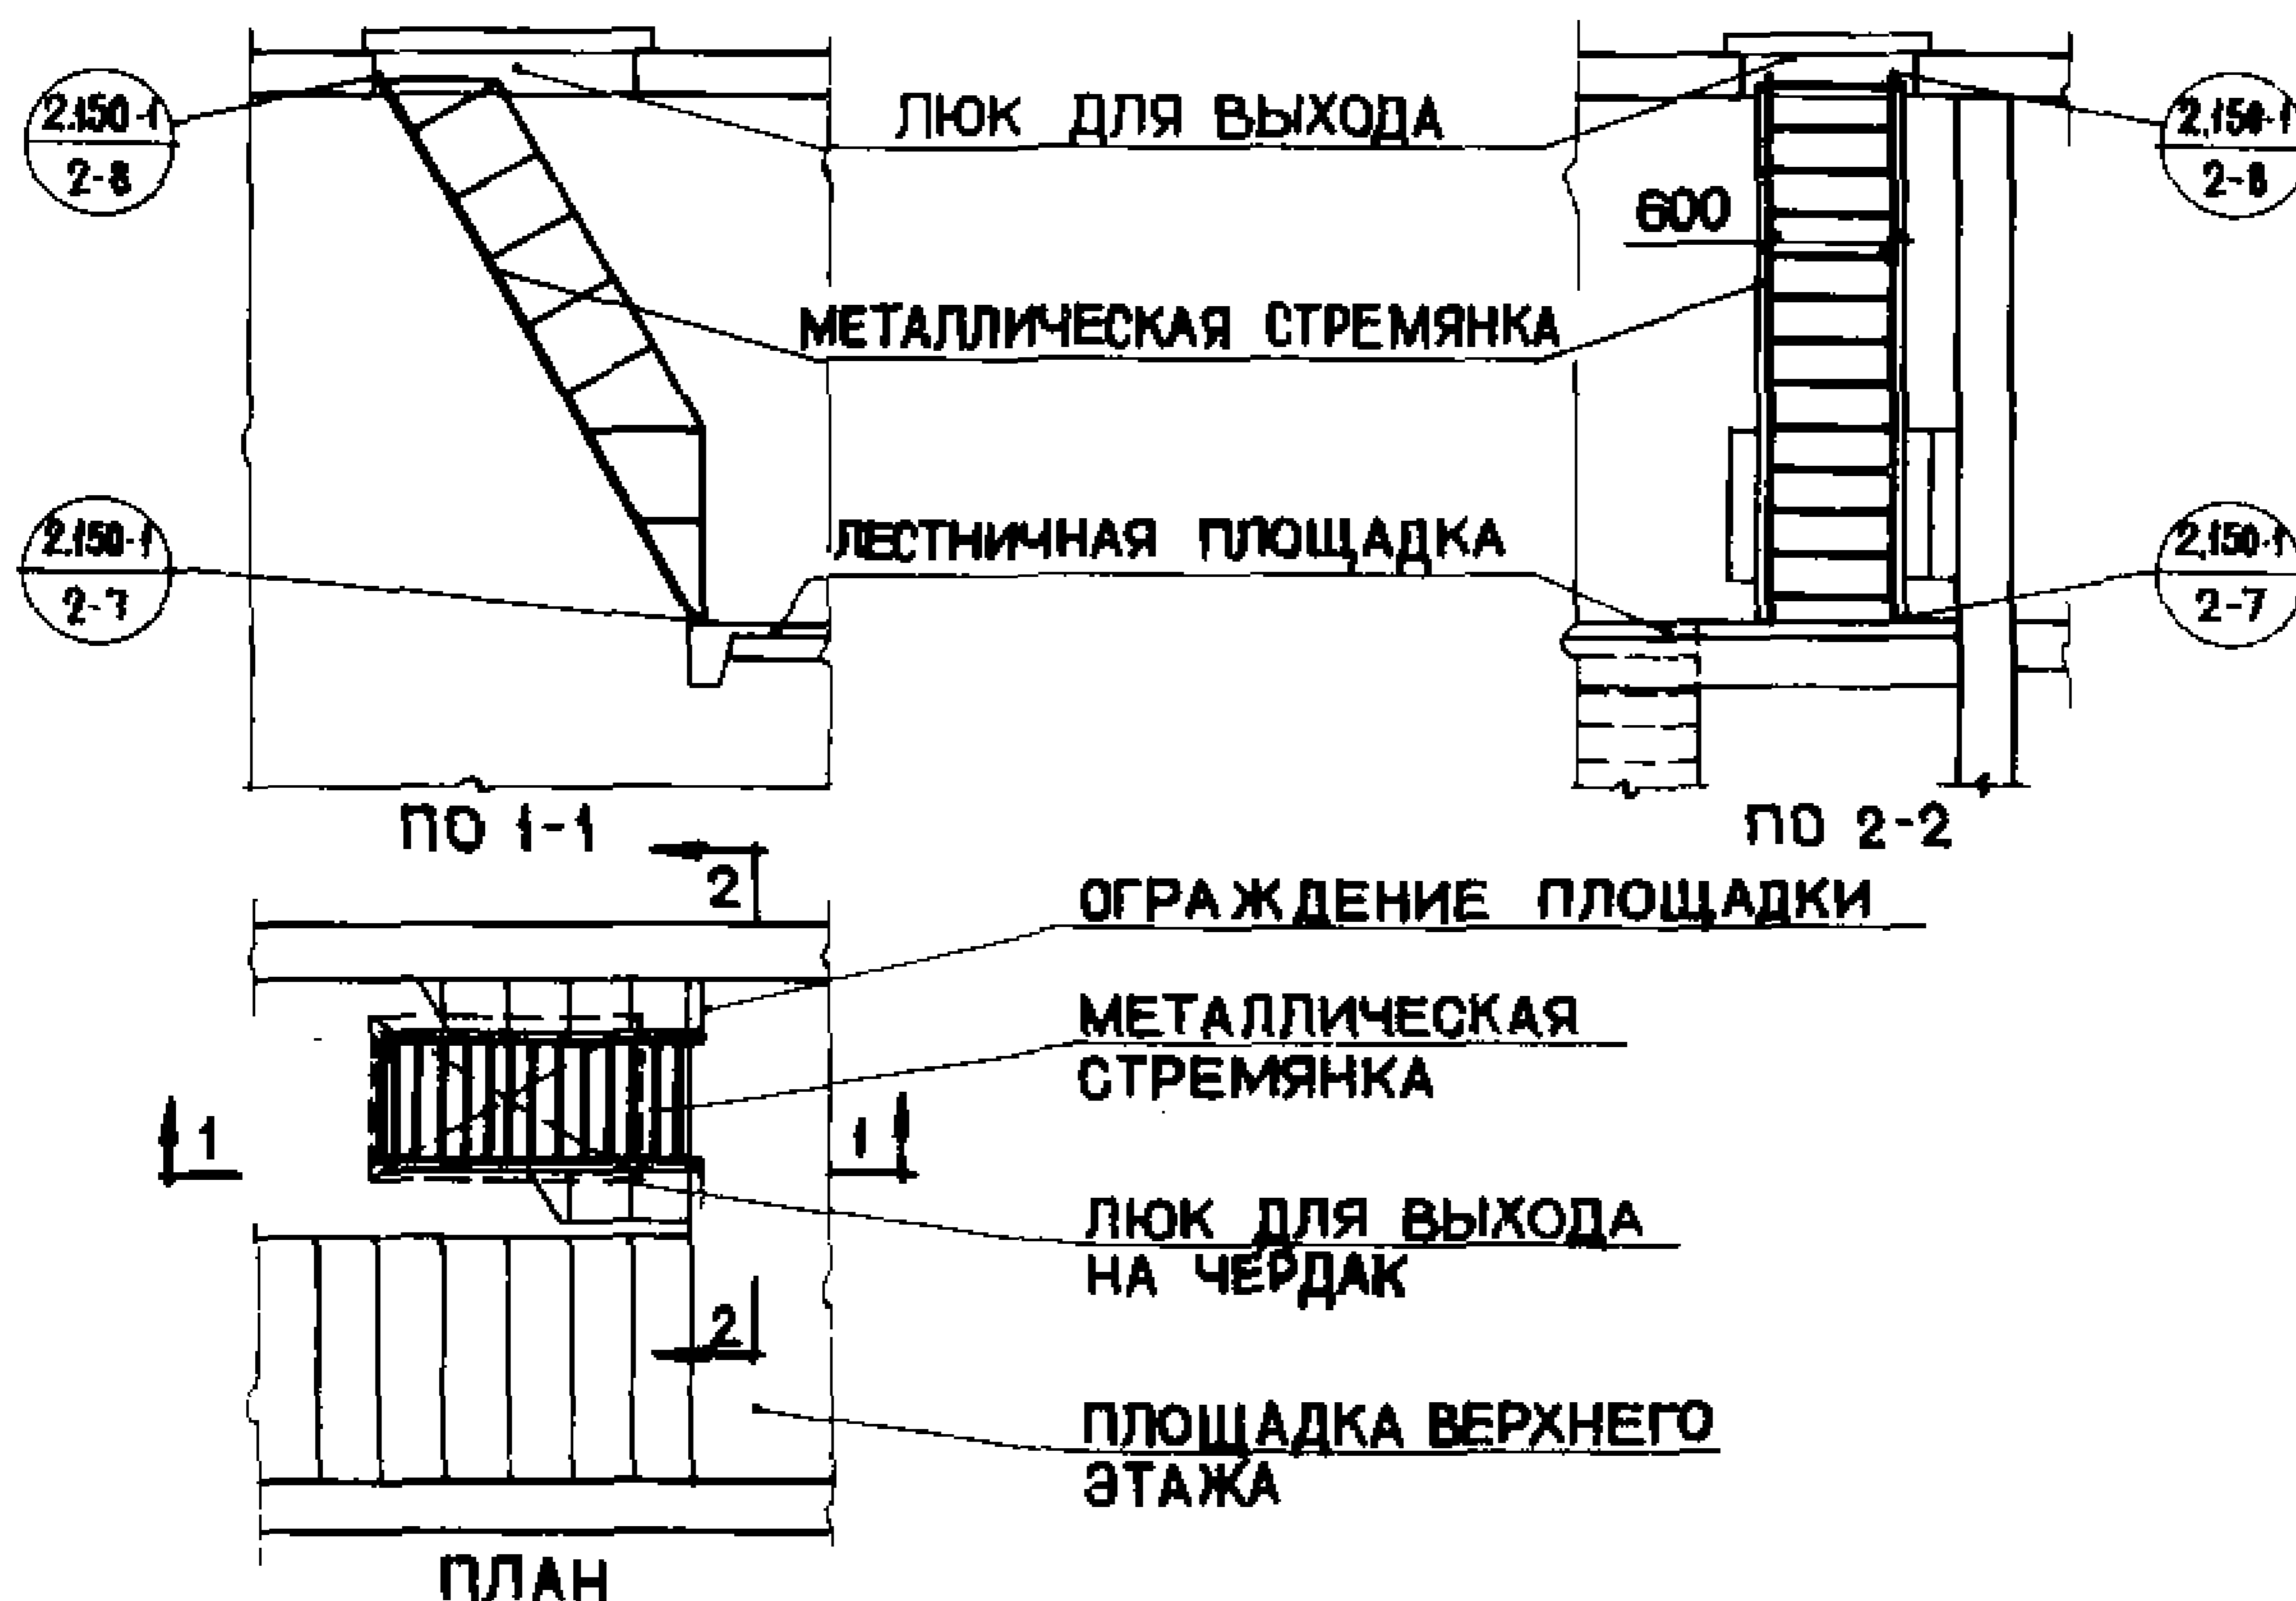 2.150-1
2-8
ЛЮК ДЛЯ ВЫХОДА
2.150-1
2-8
600
МЕТАЛЛИЧЕСКАЯ СТРЕМЯНКА
2.150-1
2-7
ЛЕСТНИЧНАЯ ПЛОЩАДКА
2.150-1
2-7
ПО 1-1
ПО 2-2
2
ОГРАЖДЕНИЕ ПЛОЩАДКИ
МЕТАЛЛИЧЕСКАЯ
СТРЕМЯНКА
1
1
ЛЮК ДЛЯ ВЫХОДА
НА ЧЕРДАК
2
ПЛОЩАДКА ВЕРХНЕГО
ЭТАЖА
ПЛАН